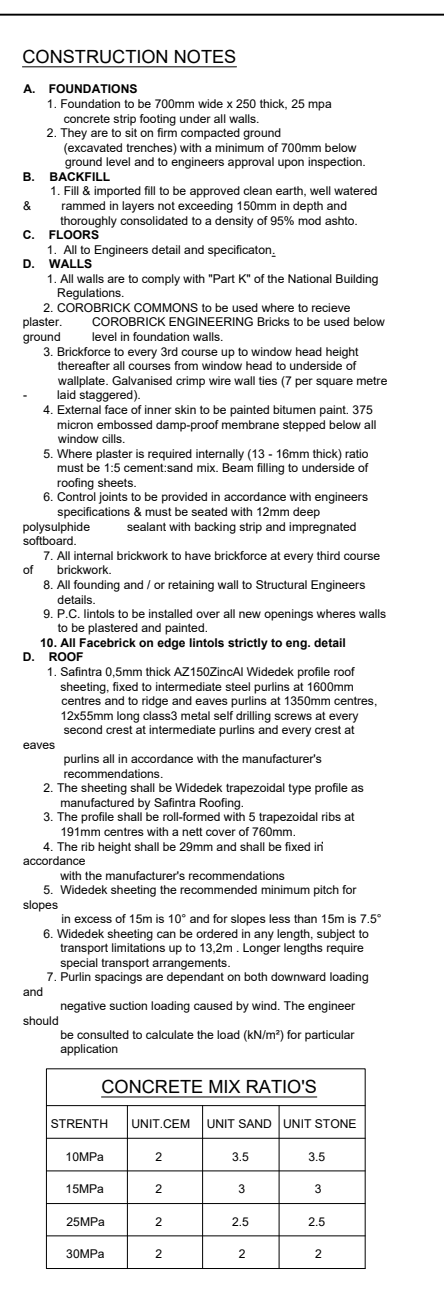 CONSTRUCTION NOTES
A. FOUNDATIONS
1. Foundation to be 700mm wide x 250 thick, 25 mpa
concrete strip footing under all walls.
2. They are to sit on firm compacted ground
(excavated trenches) with a minimum of 700mm below
ground level and to engineers approval upon inspection.
B. BACKFILL
1. Fill & imported fill to be approved clean earth, well watered
& rammed in layers not exceeding 150mm in depth and
thoroughly consolidated to a density of 95% mod ashto.
C. FLOORS
1. All to Engineers detail and specificaton.
D. WALLS
1. All walls are to comply with "Part K" of the National Building
Regulations.
2. COROBRICK COMMONS to be used where to recieve
plaster. COROBRICK ENGINEERING Bricks to be used below
ground level in foundation walls.
3. Brickforce to every 3rd course up to window head height
thereafter all courses from window head to underside of
wallplate. Galvanised crimp wire wall ties (7 per square metre
- laid staggered).
4. External face of inner skin to be painted bitumen paint. 375
micron embossed damp-proof membrane stepped below all
window cills.
5. Where plaster is required internally (13 - 16mm thick) ratio
must be 1:5 cement:sand mix. Beam filling to underside of
roofing sheets.
6. Control joints to be provided in accordance with engineers
specifications & must be seated with 12mm deep
polysulphide sealant with backing strip and impregnated
softboard.
7. All internal brickwork to have brickforce at every third course
of brickwork.
8. All founding and / or retaining wall to Structural Engineers
details.
9. P.C. lintols to be installed over all new openings wheres walls
to be plastered and painted.
10. All Facebrick on edge lintols strictly to eng. detail
D. ROOF
1. Safintra 0,5mm thick AZ150ZincAl Widedek profile roof
sheeting, fixed to intermediate steel purlins at 1600mm
centres and to ridge and eaves purlins at 1350mm centres,
12x55mm long class3 metal self drilling screws at every
second crest at intermediate purlins and every crest at
eaves
purlins all in accordance with the manufacturer's
recommendations.
2. The sheeting shall be Widedek trapezoidal type profile as
manufactured by Safintra Roofing.
3. The profile shall be roll-formed with 5 trapezoidal ribs at
191mm centres with a nett cover of 760mm.
4. The rib height shall be 29mm and shall be fixed in
accordance
with the manufacturer's recommendations
5. Widedek sheeting the recommended minimum pitch for
slopes
in excess of 15m is 10° and for slopes less than 15m is 7.5°
6. Widedek sheeting can be ordered in any length, subject to
transport limitations up to 13,2m . Longer lengths require
special transport arrangements.
7. Purlin spacings are dependant on both downward loading
and
negative suction loading caused by wind. The engineer
should
be consulted to calculate the load (kN/m²) for particular
application
CONCRETE MIX RATIO'S
STRENTH UNIT.CEM UNIT SAND UNIT STONE
10MPa 2 3.5 3.5
15MPa 2 3 3
25MPa 2 2.5 2.5
30MPa 2 2 2